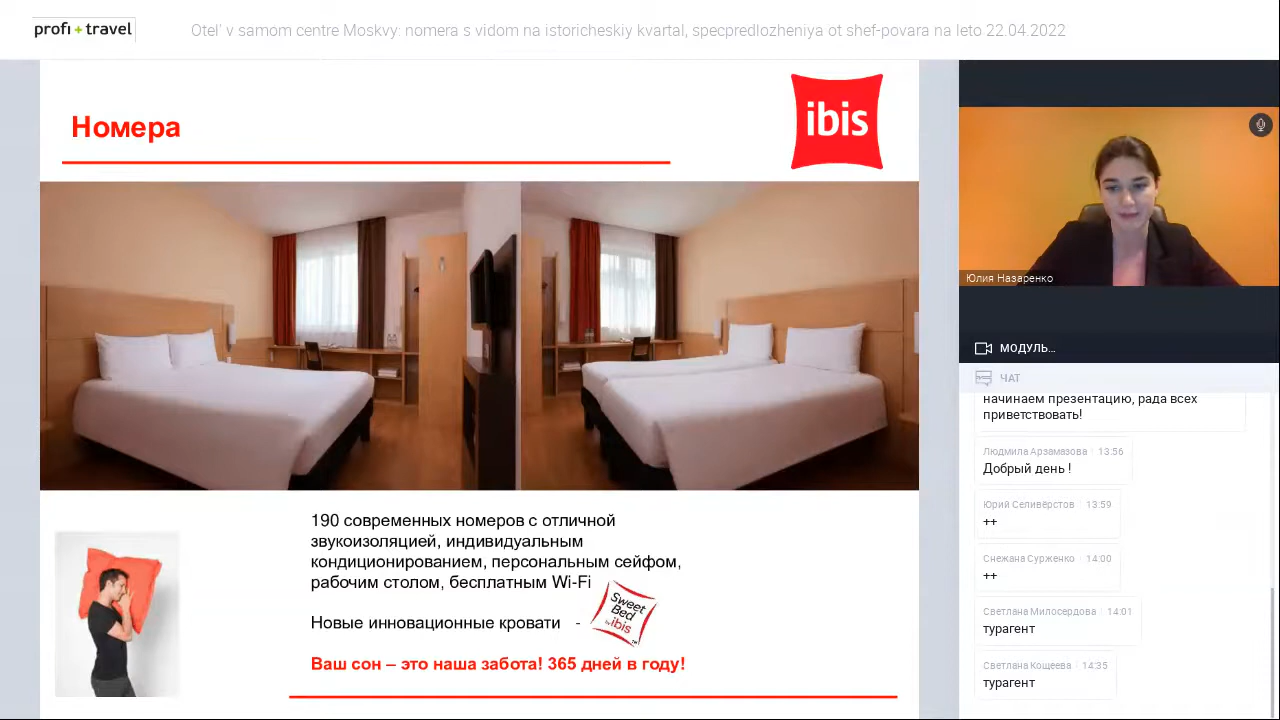 profi + travel
Otel' v samom centre Moskvy: nomera s vidom na istoricheskiy kvartal, specpredlozheniya ot shef-povara na leto 22.04.2022
Номера
ibis
190 современных номеров с отличной
звукоизоляцией, индивидуальным
кондиционированием, персональным сейфом,
рабочим столом, бесплатным Wi-Fi
Новые инновационные кровати -
Sweet
Bed
by ibis
TM
Ваш сон – это наша забота! 365 дней в году!
Юлия Назаренко
МОДУЛЬ...
ЧАТ
начинаем презентацию, рада всех
приветствовать!
Людмила Арзамазова 13:56
Добрый день !
Юрий Селивёрстов 13:59
++
Снежана Сурженко 14:00
++
Светлана Милосердова 14:01
турагент
Светлана Кощеева 14:35
турагент